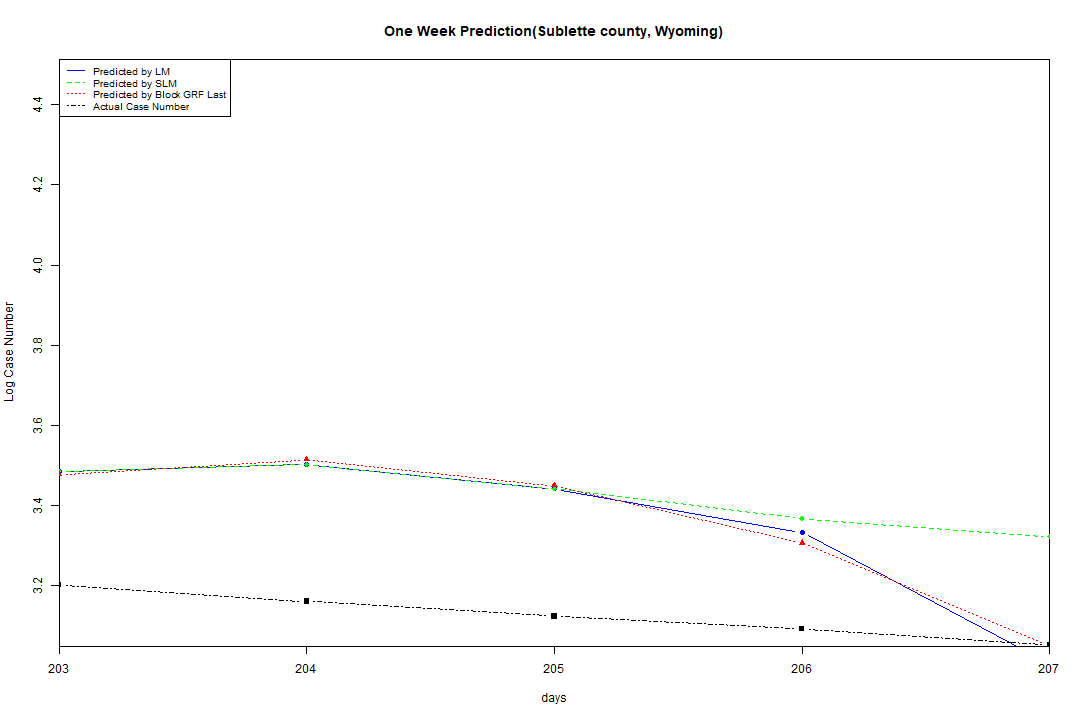 One Week Prediction(Sublette county, Wyoming)
Predicted by LM
Predicted by SLM
Predicted by Block GRF Last
Actual Case Number
4.4
4.2
4.0
3.8
3.6
3.4
3.2
Log Case Number
203 204 205 206 207
days